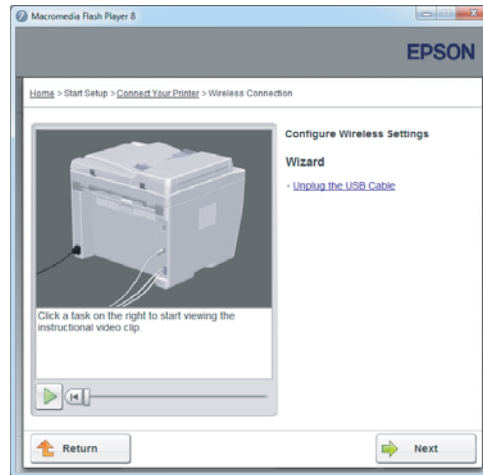 Macromedia Flash Player 8
EPSON
Home > Start Setup > Connect Your Printer > Wireless Connection
Configure Wireless Settings
Wizard
- Unplug the USB Cable
Click a task on the right to start viewing the
instructional video clip.
Return
Next